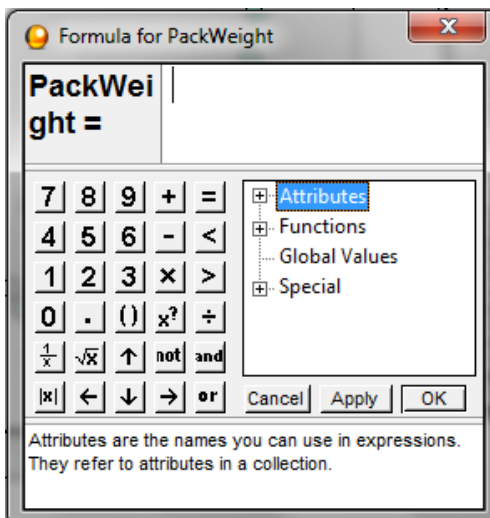 Formula for PackWeight
X
PackWei
ght =
7 8 9 + =
4 5 6 - <
1 2 3 × >
0 . () x? ÷
1/x √x ↑ not and
|x| ← ↓ → or
Attributes
Functions
Global Values
Special
Cancel Apply OK
Attributes are the names you can use in expressions.
They refer to attributes in a collection.